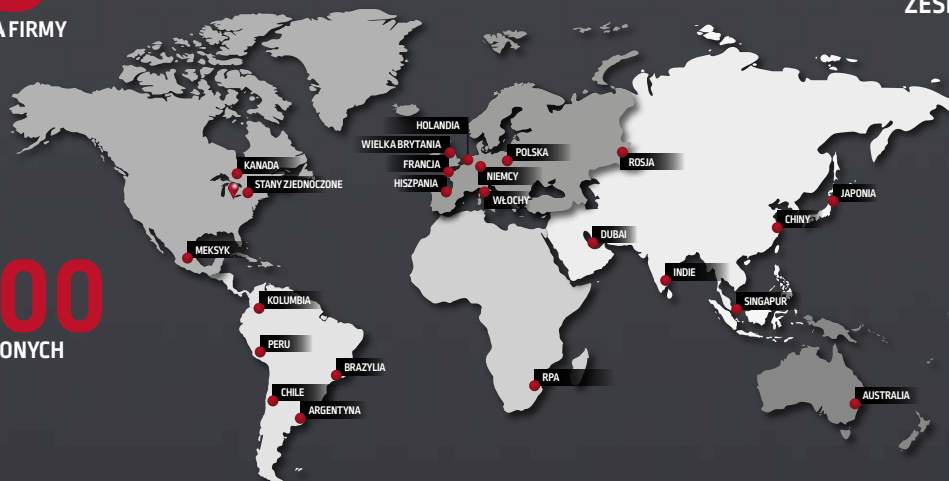 A FIRMY
ZESP
HOLANDIA
WIELKA BRYTANIA
POLSKA
FRANCJA
ROSJA
KANADA
NIEMCY
STANY ZJEDNOCZONE
HISZPANIA
WŁOCHY
JAPONIA
CHINY
DUBAI
MEKSYK
INDIE
00
KOLUMBIA
SINGAPUR
PERU
ONYCH
BRAZYLIA
RPA
CHILE
AUSTRALIA
ARGENTYNA